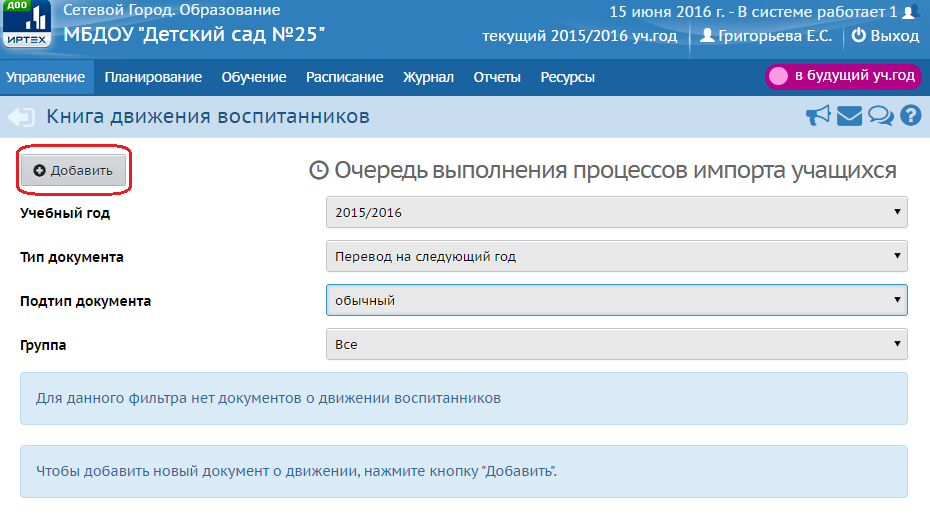 ДОО
ИРТЕХ
Сетевой Город. Образование
МБДОУ "Детский сад №25"
15 июня 2016 г. - В системе работает 1
текущий 2015/2016 уч.год Григорьева Е.С. Выход
Управление Планирование Обучение Расписание Журнал Отчеты Ресурсы в будущий уч.год
Книга движения воспитанников
Добавить
Очередь выполнения процессов импорта учащихся
Учебный год 2015/2016
Тип документа Перевод на следующий год
Подтип документа обычный
Группа Все
Для данного фильтра нет документов о движении воспитанников
Чтобы добавить новый документ о движении, нажмите кнопку "Добавить".